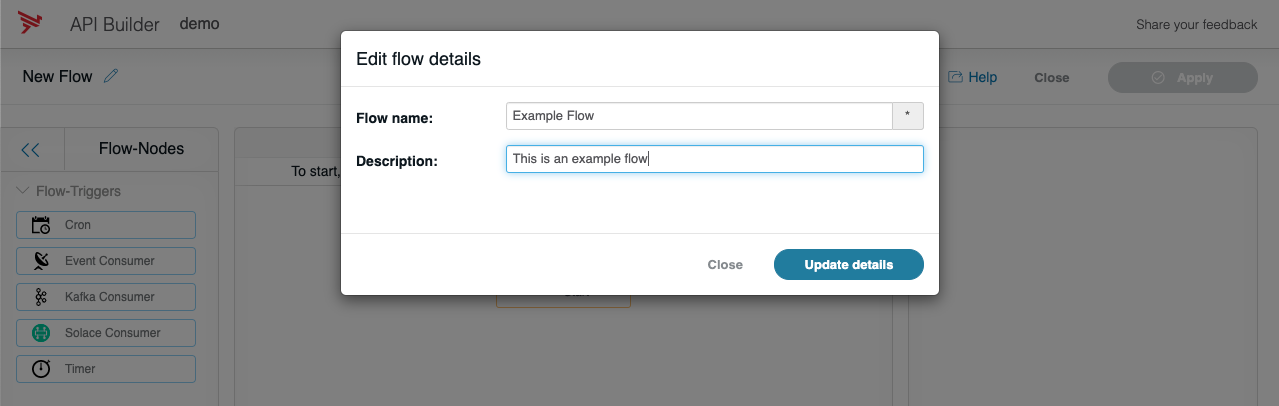 API Builder demo Share your feedback
New Flow Help Close Apply
Edit flow details
Flow name: Example Flow *
Description: This is an example flow
Close Update details
Flow-Nodes
To start,
Flow-Triggers
Cron
Event Consumer
Kafka Consumer
Solace Consumer
Timer